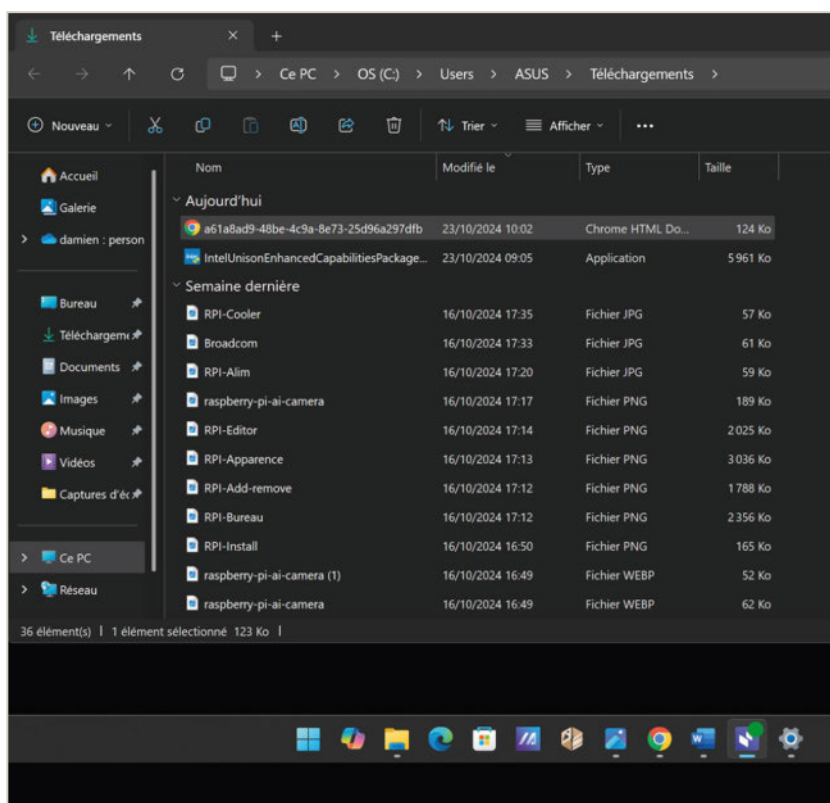 Téléchargements
Ce PC > OS (C:) > Users > ASUS > Téléchargements >
Nouveau Trier Afficher
Nom Modifié le Type Taille
Accueil
Galerie
damien : person
Bureau
Téléchargeme
Documents
Images
Musique
Vidéos
Captures d'éc
Ce PC
Réseau
Aujourd'hui
a61a8ad9-48be-4c9a-8e73-25d96a297dfb 23/10/2024 10:02 Chrome HTML Do... 124 Ko
IntelUnisonEnhancedCapabilitiesPackage... 23/10/2024 09:05 Application 5 961 Ko
Semaine dernière
RPI-Cooler 16/10/2024 17:35 Fichier JPG 57 Ko
Broadcom 16/10/2024 17:33 Fichier JPG 61 Ko
RPI-Alim 16/10/2024 17:20 Fichier JPG 59 Ko
raspberry-pi-ai-camera 16/10/2024 17:17 Fichier PNG 189 Ko
RPI-Editor 16/10/2024 17:14 Fichier PNG 2 025 Ko
RPI-Apparence 16/10/2024 17:13 Fichier PNG 3 036 Ko
RPI-Add-remove 16/10/2024 17:12 Fichier PNG 1 788 Ko
RPI-Bureau 16/10/2024 17:12 Fichier PNG 2 356 Ko
RPI-Install 16/10/2024 16:50 Fichier PNG 165 Ko
raspberry-pi-ai-camera (1) 16/10/2024 16:49 Fichier WEBP 52 Ko
raspberry-pi-ai-camera 16/10/2024 16:49 Fichier WEBP 62 Ko
36 élément(s) | 1 élément sélectionné 123 Ko |